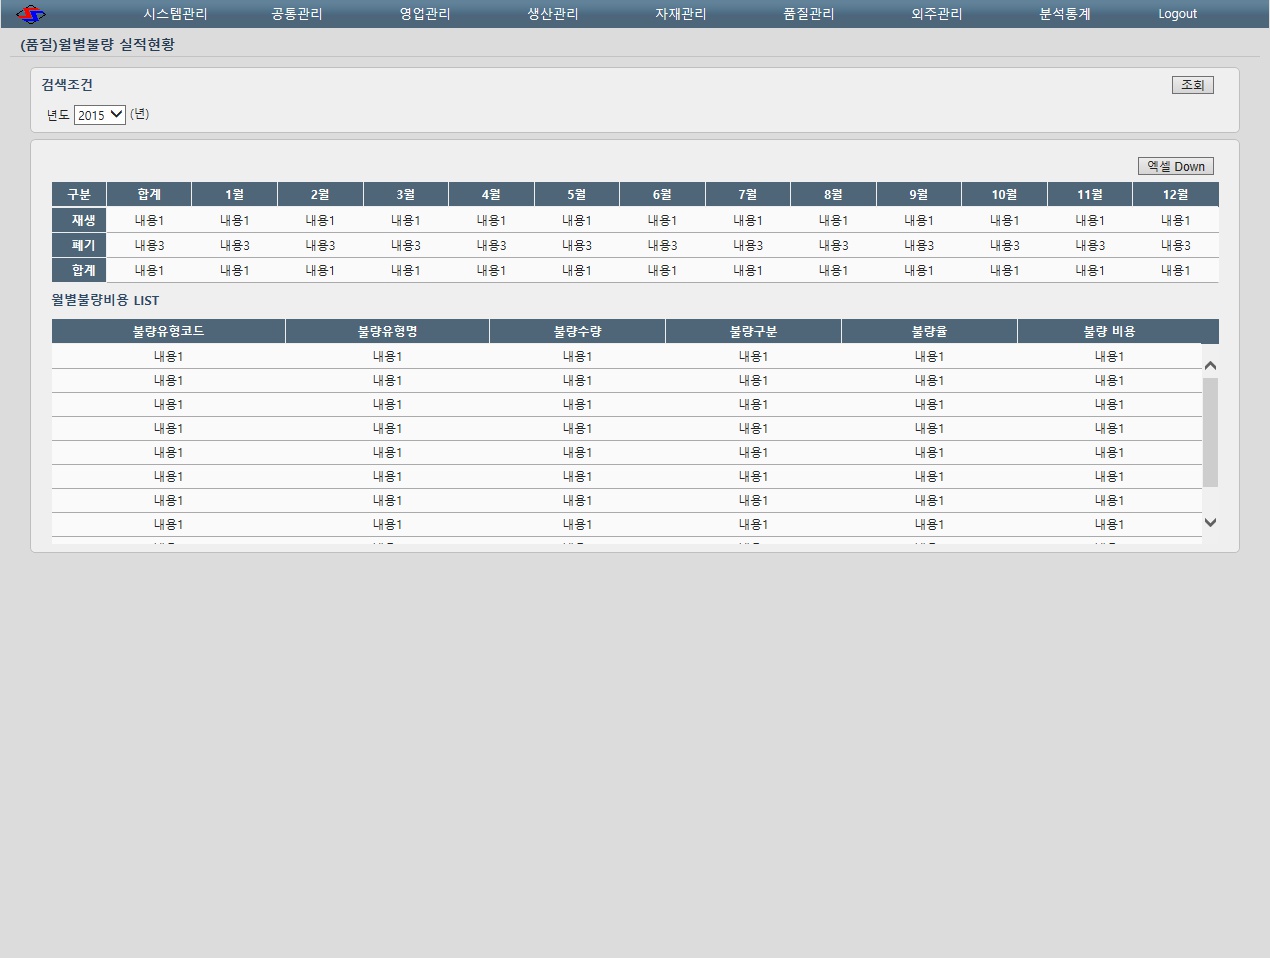 시스템관리 공통관리 영업관리 생산관리 자재관리 품질관리 외주관리 분석통계 Logout
(품질)월별불량 실적현황
검색조건 조회
년도 2015 (년)
엑셀 Down
구분 합계 1월 2월 3월 4월 5월 6월 7월 8월 9월 10월 11월 12월
재생 내용1 내용1 내용1 내용1 내용1 내용1 내용1 내용1 내용1 내용1 내용1 내용1 내용1
폐기 내용3 내용3 내용3 내용3 내용3 내용3 내용3 내용3 내용3 내용3 내용3 내용3 내용3
합계 내용1 내용1 내용1 내용1 내용1 내용1 내용1 내용1 내용1 내용1 내용1 내용1 내용1
월별불량비용 LIST
불량유형코드 불량유형명 불량수량 불량구분 불량율 불량 비용
내용1 내용1 내용1 내용1 내용1 내용1
내용1 내용1 내용1 내용1 내용1 내용1
내용1 내용1 내용1 내용1 내용1 내용1
내용1 내용1 내용1 내용1 내용1 내용1
내용1 내용1 내용1 내용1 내용1 내용1
내용1 내용1 내용1 내용1 내용1 내용1
내용1 내용1 내용1 내용1 내용1 내용1
내용1 내용1 내용1 내용1 내용1 내용1